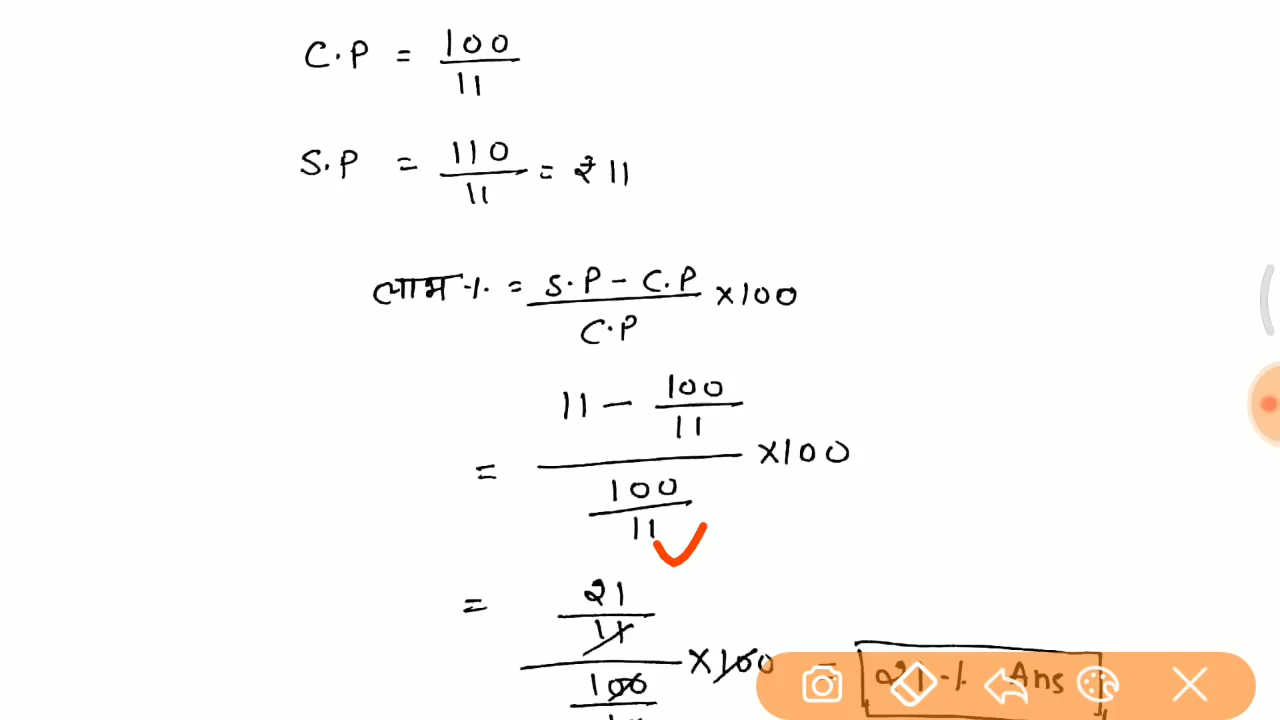 C.P = 100/11
S.P = 110/11 = ₹ 11
लाभ % = S.P - C.P / C.P ×100
= 11 - 100/11 / 100/11 ×100
= 21/11 / 100/11 ×100 = 21 % Ans